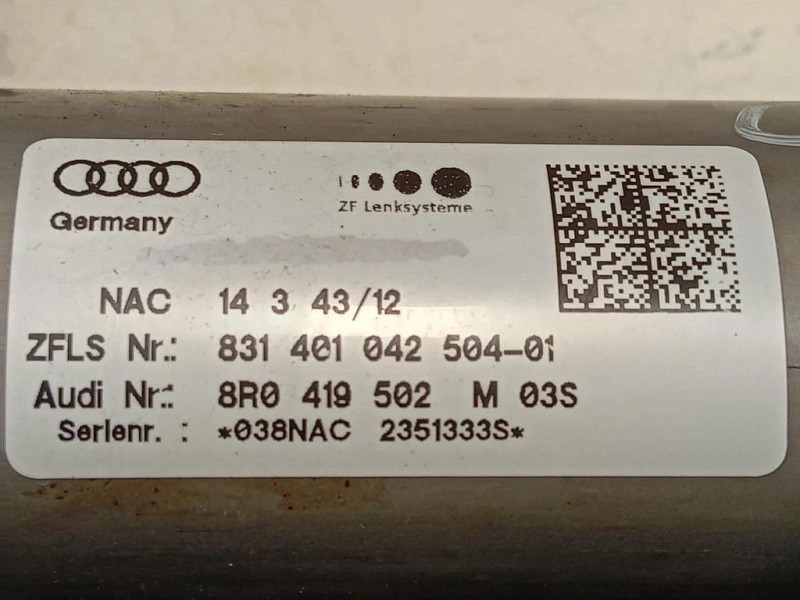 Germany
ZF Lenksysteme
NAC 14 3 43/12
ZFLS Nr.: 831 401 042 504-01
Audi Nr.: 8R0 419 502 M 03S
Serienr. : *038NAC 2351333S*